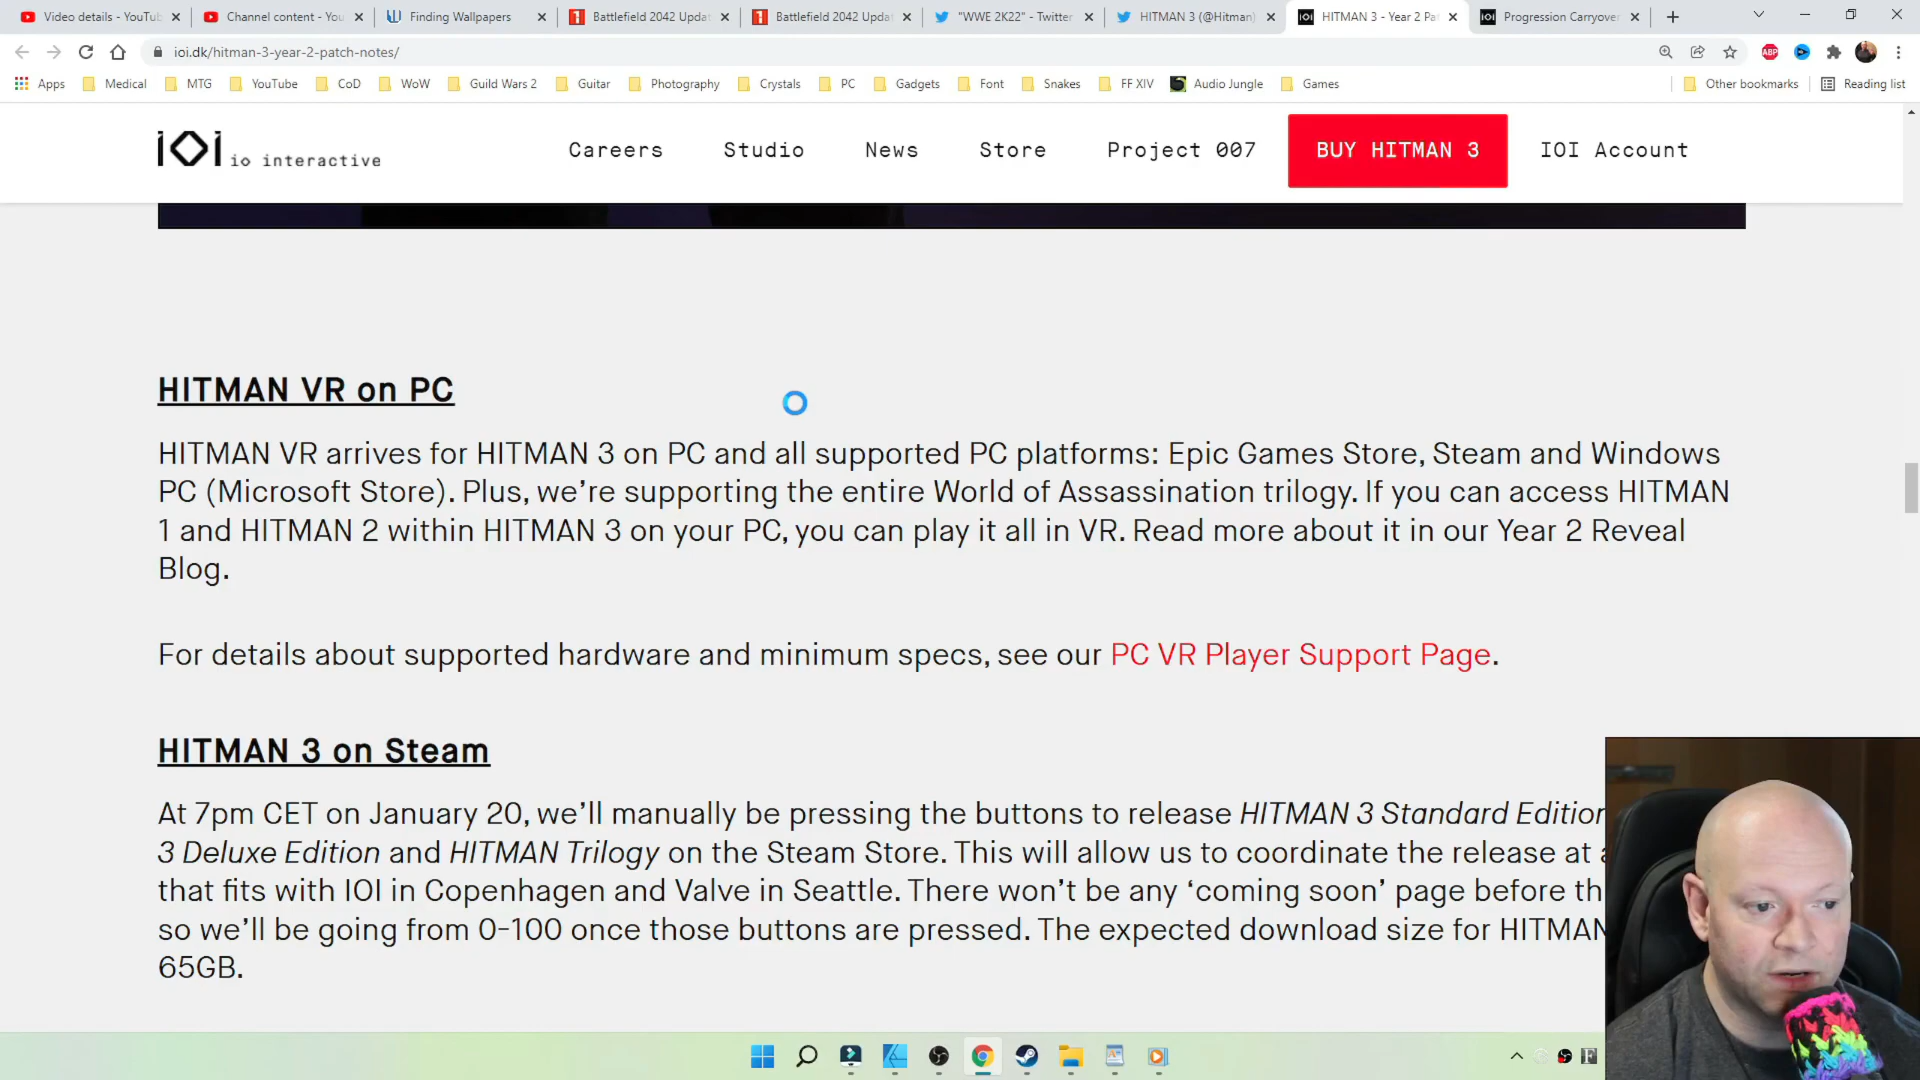 Video details - YouTub
Channel content - You
Finding Wallpapers
Battlefield 2042 Updat
Battlefield 2042 Updat
"WWE 2K22" - Twitter
HITMAN 3 (@Hitman)
HITMAN 3 - Year 2 Pa
Progression Carryover
ioi.dk/hitman-3-year-2-patch-notes/
ABP
Apps
Medical
MTG
YouTube
CoD
WoW
Guild Wars 2
Guitar
Photography
Crystals
PC
Gadgets
Font
Snakes
FF XIV
Audio Jungle
Games
Other bookmarks
Reading list
iOi io interactive
Careers
Studio
News
Store
Project 007
BUY HITMAN 3
IOI Account
HITMAN VR on PC
HITMAN VR arrives for HITMAN 3 on PC and all supported PC platforms: Epic Games Store, Steam and Windows
PC (Microsoft Store). Plus, we're supporting the entire World of Assassination trilogy. If you can access HITMAN
1 and HITMAN 2 within HITMAN 3 on your PC, you can play it all in VR. Read more about it in our Year 2 Reveal
Blog.
For details about supported hardware and minimum specs, see our PC VR Player Support Page.
HITMAN 3 on Steam
At 7pm CET on January 20, we'll manually be pressing the buttons to release HITMAN 3 Standard Edition
3 Deluxe Edition and HITMAN Trilogy on the Steam Store. This will allow us to coordinate the release at a
that fits with IOI in Copenhagen and Valve in Seattle. There won't be any 'coming soon' page before th
so we'll be going from 0-100 once those buttons are pressed. The expected download size for HITMAN
65GB.